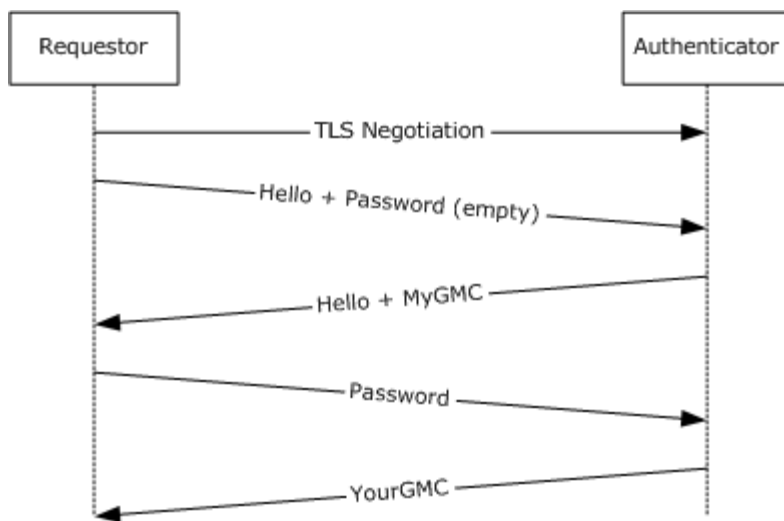 Requestor
Authenticator
TLS Negotiation
Hello + Password (empty)
Hello + MyGMC
Password
YourGMC